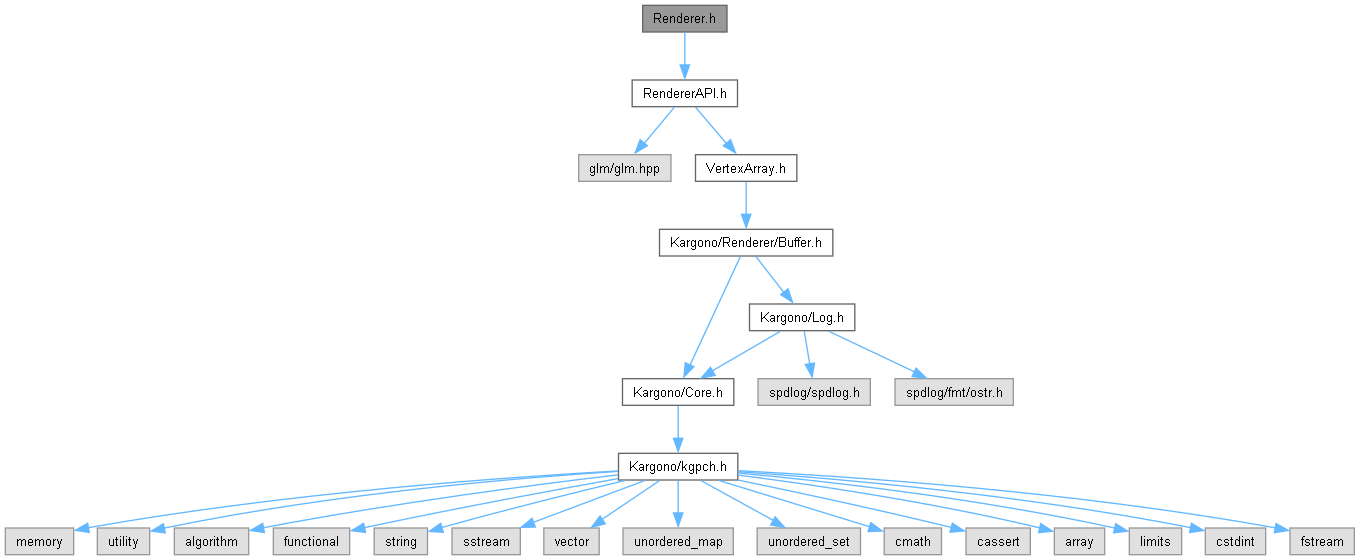 Renderer.h
RendererAPI.h
glm/glm.hpp
VertexArray.h
Kargono/Renderer/Buffer.h
Kargono/Log.h
Kargono/Core.h
spdlog/spdlog.h
spdlog/fmt/ostr.h
Kargono/kgpch.h
memory
utility
algorithm
functional
string
sstream
vector
unordered_map
unordered_set
cmath
cassert
array
limits
cstdint
fstream